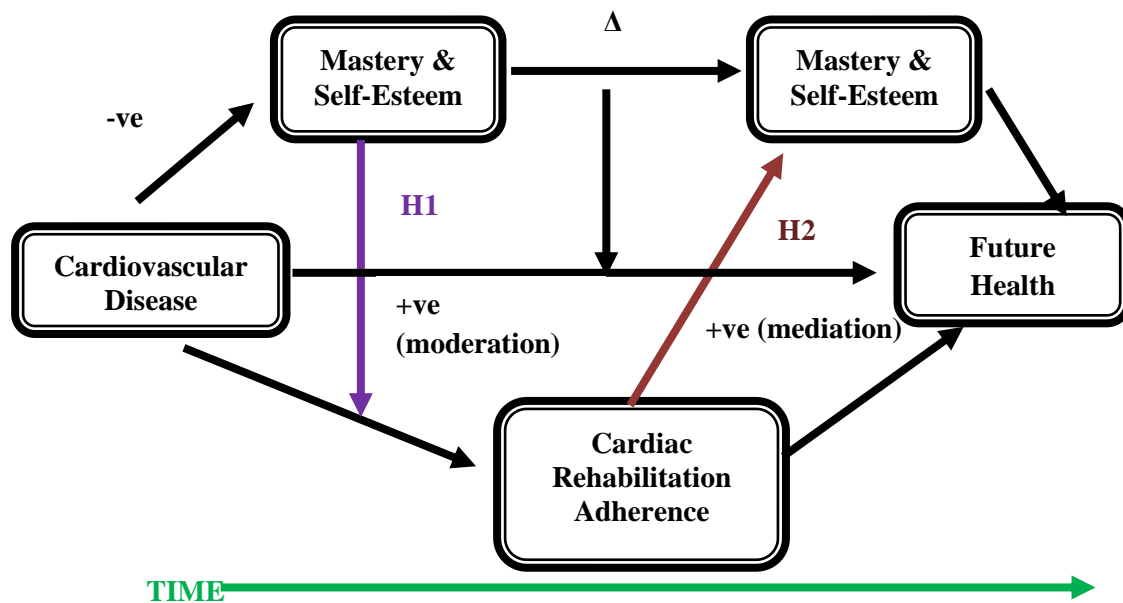 Δ
Mastery &
Self-Esteem
Mastery &
Self-Esteem
-ve
H1
H2
Cardiovascular
Disease
Future
Health
+ve
(moderation)
+ve (mediation)
Cardiac
Rehabilitation
Adherence
TIME